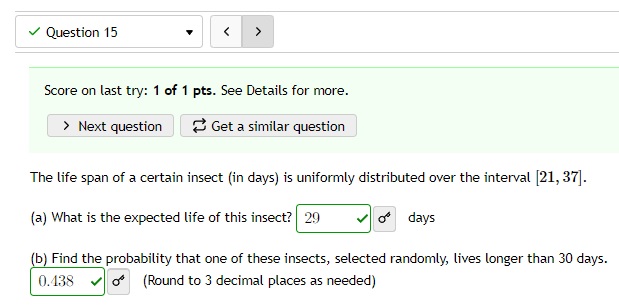 Question 15
Score on last try: 1 of 1 pts. See Details for more.
> Next question Get a similar question
The life span of a certain insect (in days) is uniformly distributed over the interval [21, 37].
(a) What is the expected life of this insect? 29 days
(b) Find the probability that one of these insects, selected randomly, lives longer than 30 days.
0.438 (Round to 3 decimal places as needed)